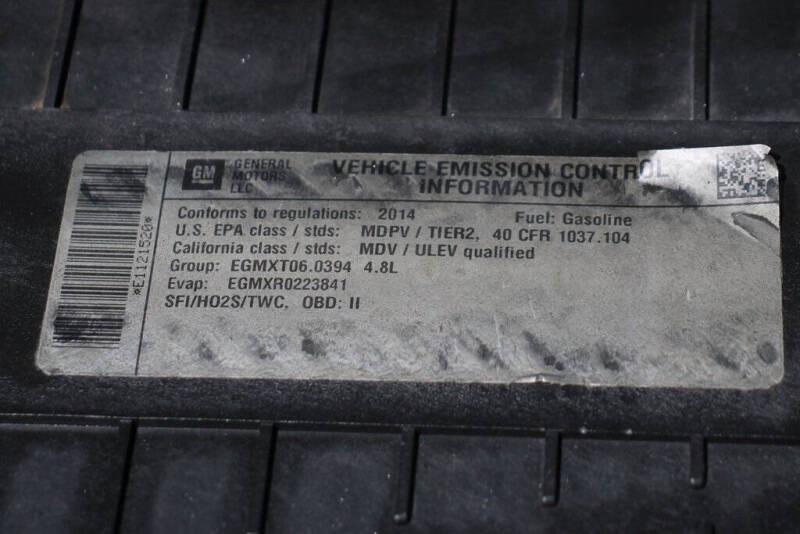 *E1121520*
GM
GENERAL
MOTORS
LLC
VEHICLE EMISSION CONTROL
INFORMATION
Conforms to regulations: 2014 Fuel: Gasoline
U.S. EPA class / stds: MDPV / TIER2, 40 CFR 1037.104
California class / stds: MDV / ULEV qualified
Group: EGMXT06.0394 4.8L
Evap: EGMXR0223841
SFI/HO2S/TWC, OBD: II